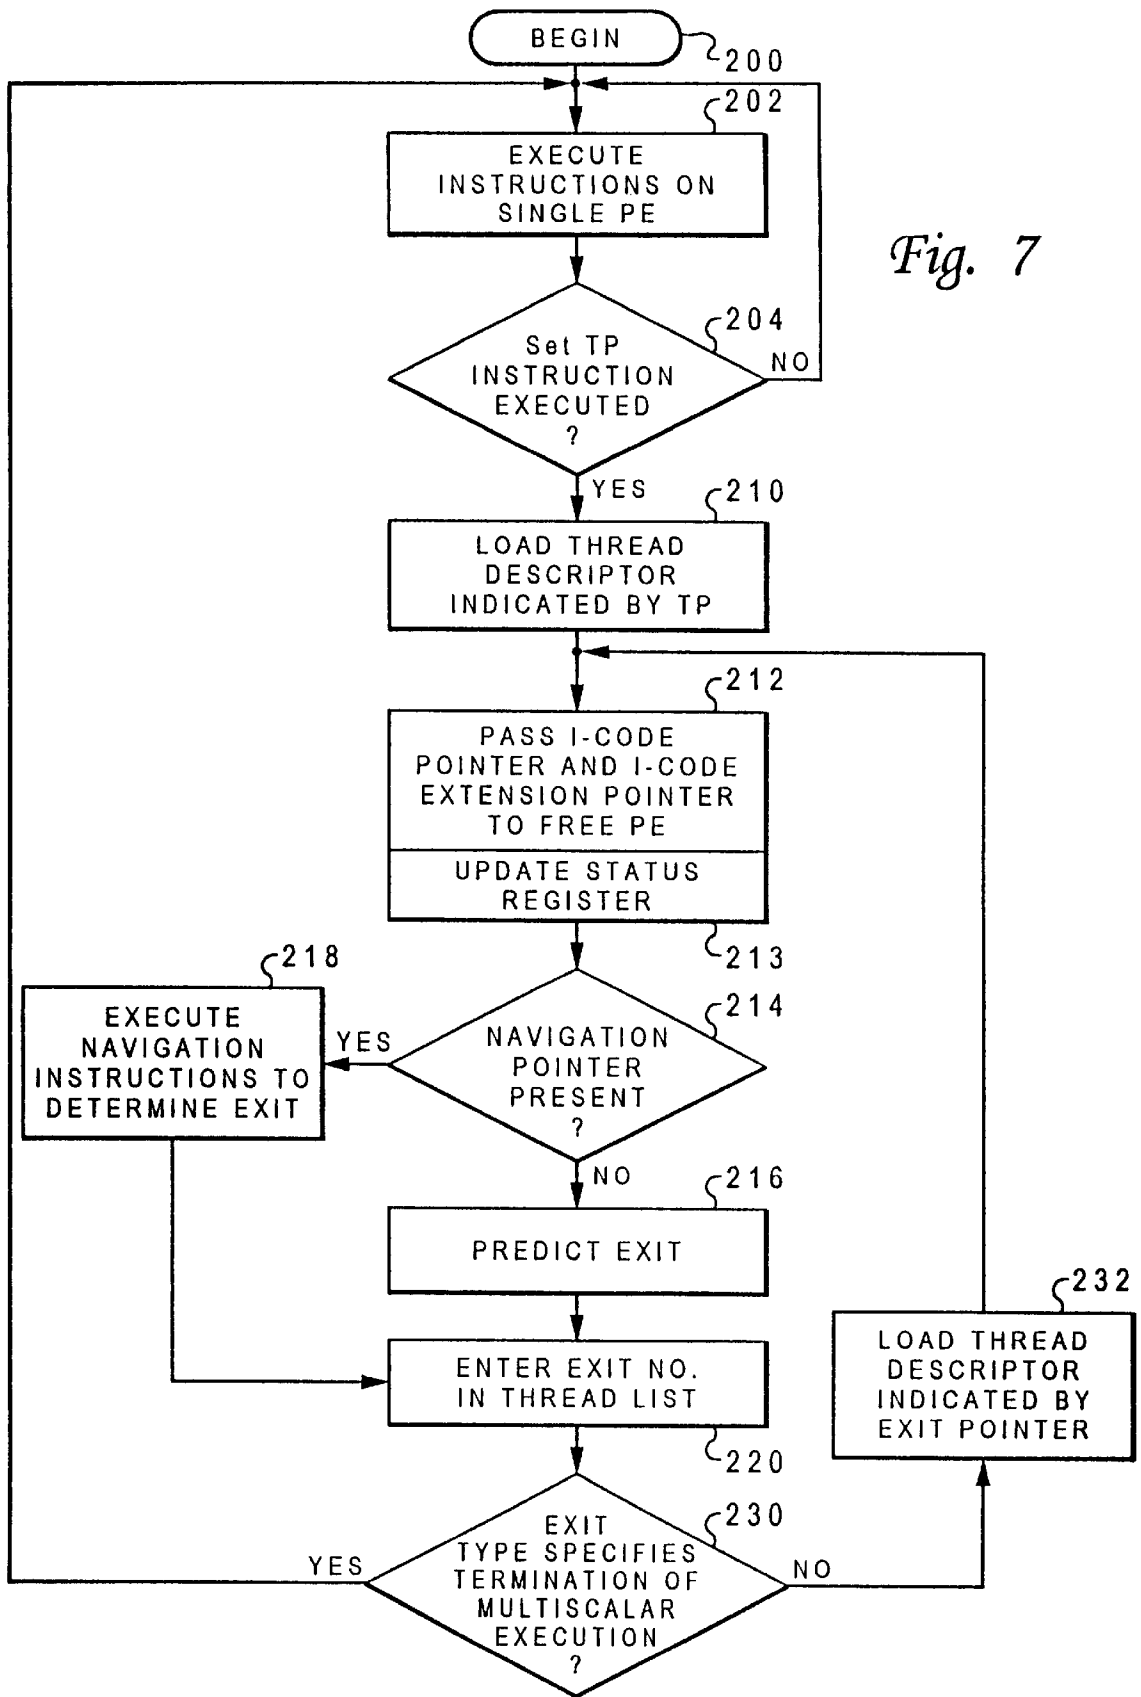 BEGIN
200
202
EXECUTE
INSTRUCTIONS ON
SINGLE PE
Fig. 7
204
Set TP
INSTRUCTION
EXECUTED
?
NO
YES
210
LOAD THREAD
DESCRIPTOR
INDICATED BY TP
212
PASS I-CODE
POINTER AND I-CODE
EXTENSION POINTER
TO FREE PE
UPDATE STATUS
REGISTER
213
218
EXECUTE
NAVIGATION
INSTRUCTIONS TO
DETERMINE EXIT
YES
214
NAVIGATION
POINTER
PRESENT
?
NO
216
PREDICT EXIT
232
LOAD THREAD
DESCRIPTOR
INDICATED BY
EXIT POINTER
ENTER EXIT NO.
IN THREAD LIST
220
230
EXIT
TYPE SPECIFIES
TERMINATION OF
MULTISCALAR
EXECUTION
?
YES
NO